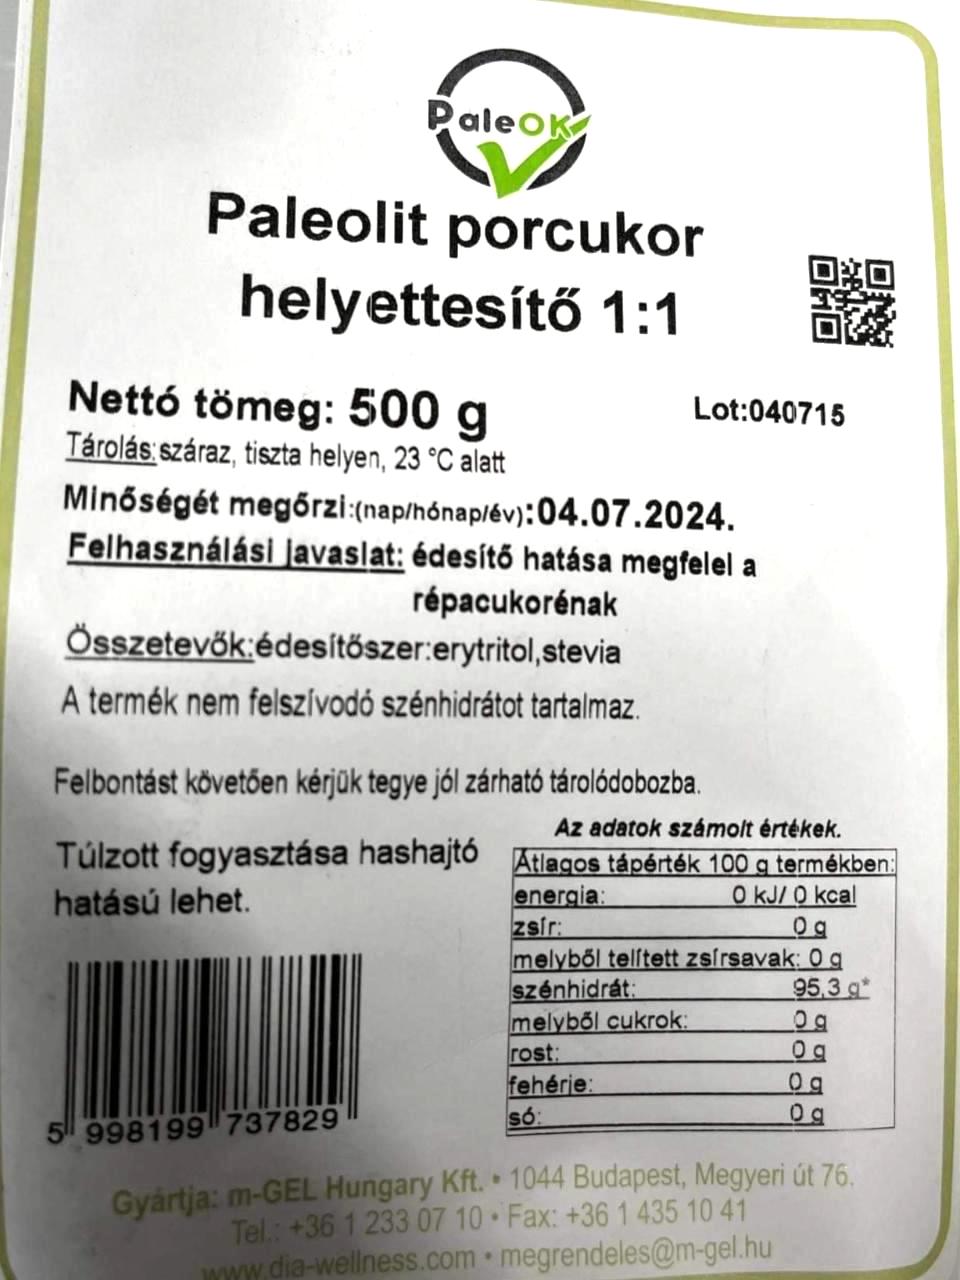 PaleOK
Paleolit porcukor
helyettesítő 1:1
Nettó tömeg: 500 g
Lot:040715
Tárolás:száraz, tiszta helyen, 23 °C alatt
Minőségét megőrzi:(nap/hónap/év):04.07.2024.
Felhasználási Javaslat: édesítő hatása megfelel a
répacukorénak
Összetevők:édesítőszer:erytritol,stevia
A termék nem felszívodó szénhidrátot tartalmaz.
Felbontást követően kérjük tegye jól zárható tárolódobozba.
Túlzott fogyasztása hashajtó
hatású lehet.
Az adatok számolt értékek.
Átlagos tápérték 100 g termékben:
energia: 0 kJ/ 0 kcal
zsír: 0 g
melyből telített zsírsavak: 0 g
szénhidrát: 95,3 g*
melyből cukrok: 0 g
rost: 0 g
fehérje: 0 g
só: 0 g
5 998199 737829
Gyártja: m-GEL Hungary Kft. • 1044 Budapest, Megyeri út 76.
Tel.: +36 1 233 07 10 • Fax: +36 1 435 10 41
www.dia-wellness.com • megrendeles@m-gel.hu